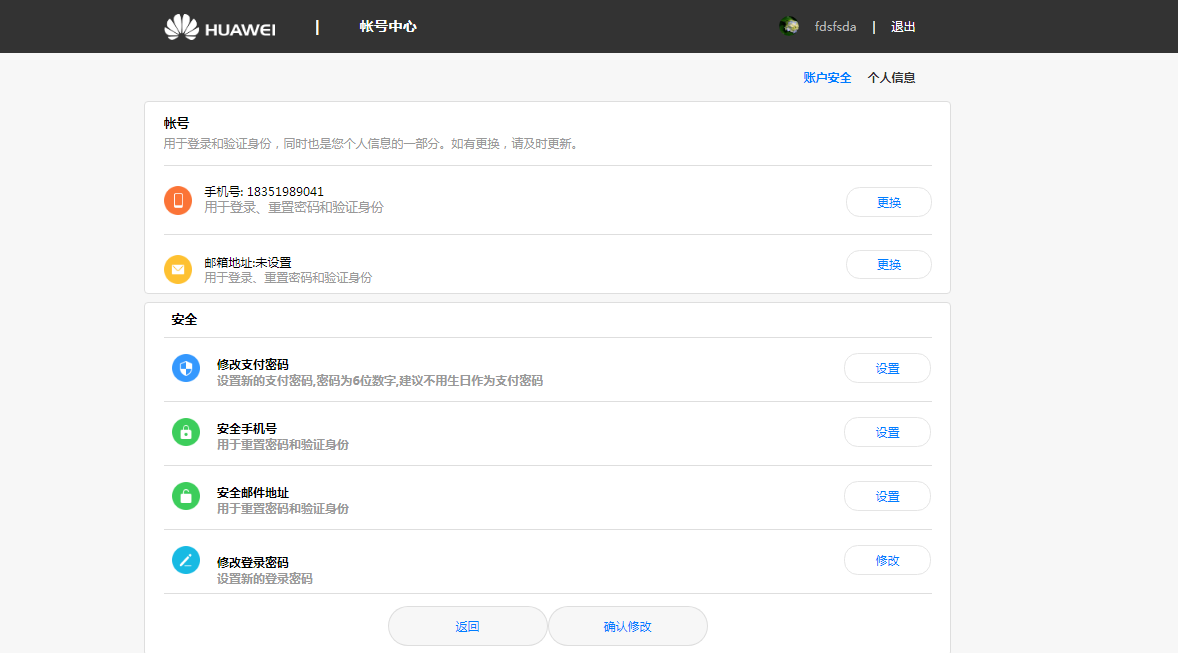 HUAWEI | 帐号中心 fdsfsda | 退出
账户安全 个人信息
帐号
用于登录和验证身份，同时也是您个人信息的一部分。如有更换，请及时更新。
手机号: 18351989041
用于登录、重置密码和验证身份
更换
邮箱地址:未设置
用于登录、重置密码和验证身份
更换
安全
修改支付密码
设置新的支付密码,密码为6位数字,建议不用生日作为支付密码
设置
安全手机号
用于重置密码和验证身份
设置
安全邮件地址
用于重置密码和验证身份
设置
修改登录密码
设置新的登录密码
修改
返回 确认修改